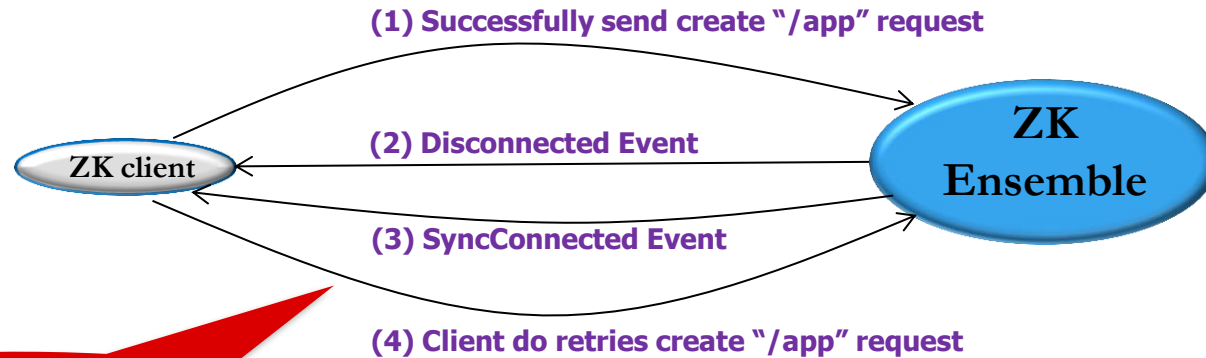 (1) Successfully send create “/app” request
ZK
Ensemble
(2) Disconnected Event
ZK client
(3) SyncConnected Event
(4) Client do retries create “/app” request